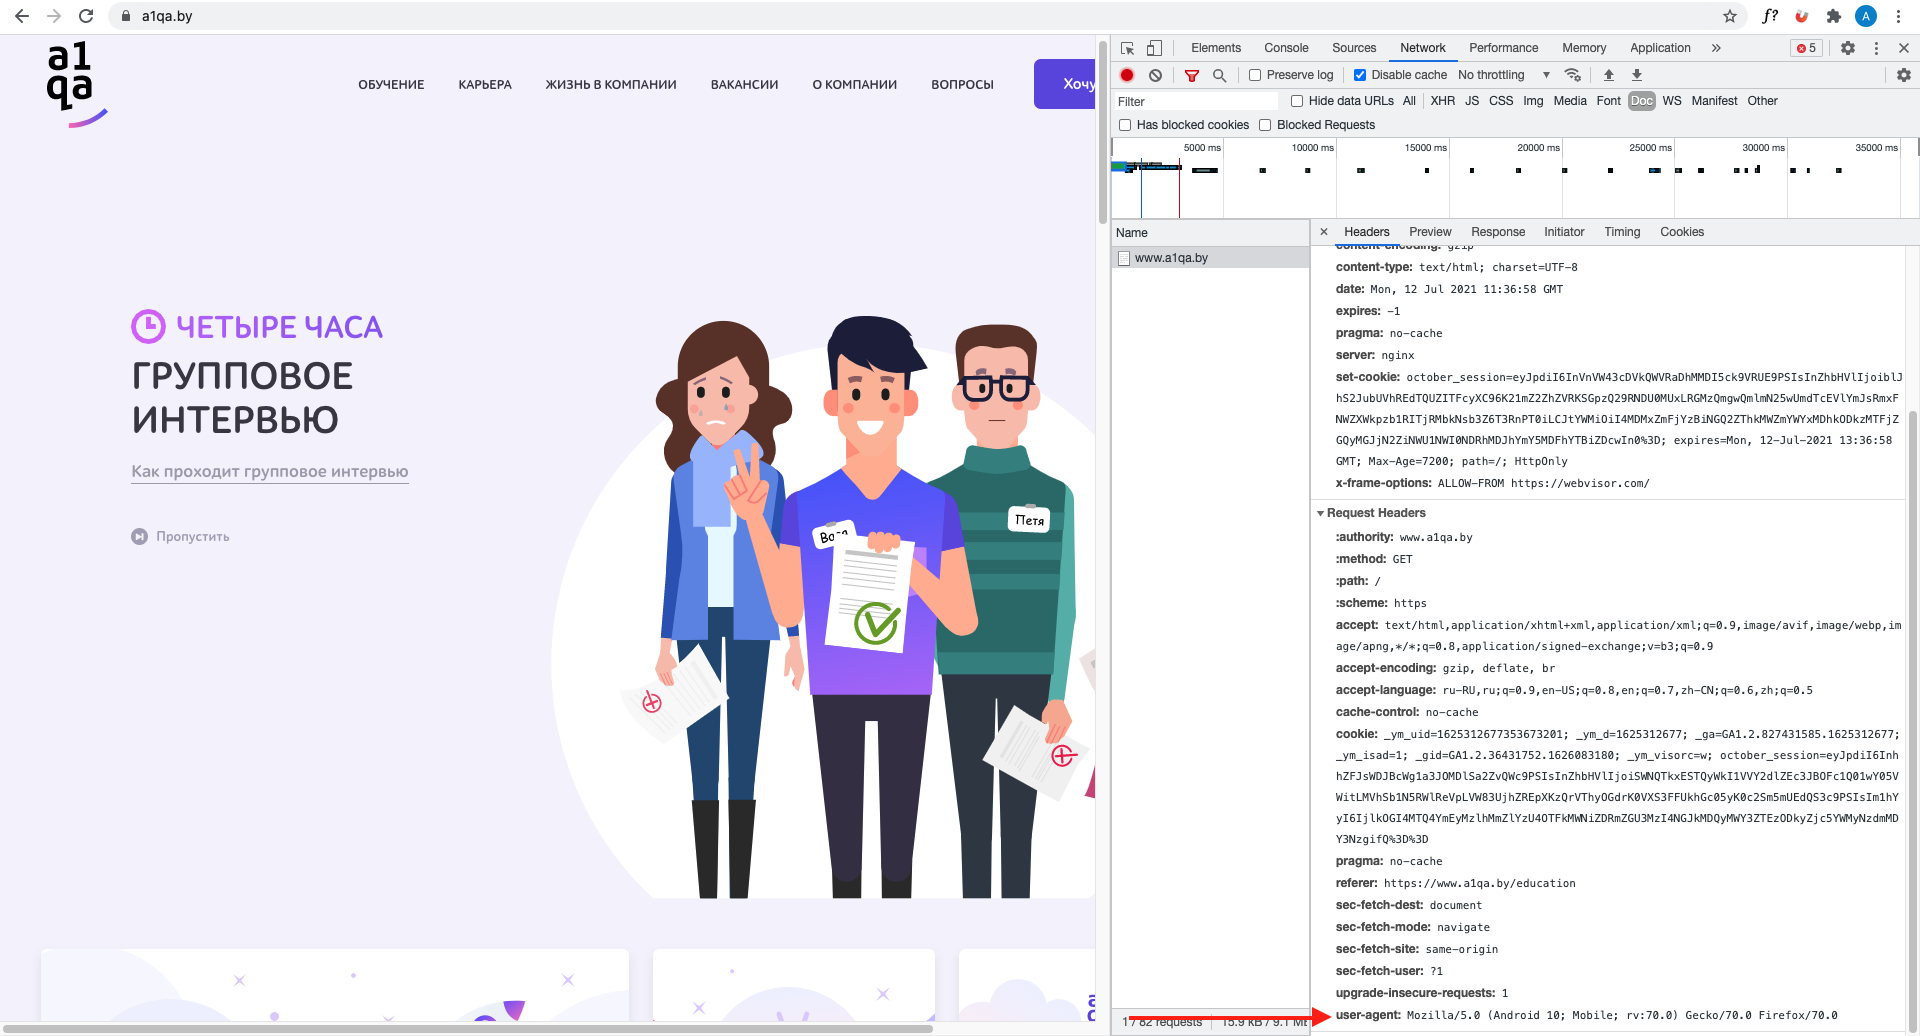 a1qa.by
f?
A
a1
qa
ОБУЧЕНИЕ КАРЬЕРА ЖИЗНЬ В КОМПАНИИ ВАКАНСИИ О КОМПАНИИ ВОПРОСЫ Хочу
ЧЕТЫРЕ ЧАСА
ГРУППОВОЕ
ИНТЕРВЬЮ
Как проходит групповое интервью
Пропустить
Вася
Петя
Elements Console Sources Network Performance Memory Application » 5
Preserve log Disable cache No throttling
Filter Hide data URLs All XHR JS CSS Img Media Font Doc WS Manifest Other
Has blocked cookies Blocked Requests
5000 ms 10000 ms 15000 ms 20000 ms 25000 ms 30000 ms 35000 ms
Name
www.a1qa.by
1 / 82 requests 15.9 kB / 9.1 ME
× Headers Preview Response Initiator Timing Cookies
content-encoding: gzip
content-type: text/html; charset=UTF-8
date: Mon, 12 Jul 2021 11:36:58 GMT
expires: -1
pragma: no-cache
server: nginx
set-cookie: october_session=
expires=Mon, 12-Jul-2021 13:36:58
GMT; Max-Age=7200; path=/; HttpOnly
x-frame-options: ALLOW-FROM https://webvisor.com/
Request Headers
:authority: www.a1qa.by
:method: GET
:path: /
:scheme: https
accept: text/html,application/xhtml+xml,application/xml;q=0.9,image/avif,image/webp,im
age/apng,*/*;q=0.8,application/signed-exchange;v=b3;q=0.9
accept-encoding: gzip, deflate, br
accept-language: ru-RU,ru;q=0.9,en-US;q=0.8,en;q=0.7,zh-CN;q=0.6,zh;q=0.5
cache-control: no-cache
cookie: _ym_uid=1625312677353673201; _ym_d=1625312677; _ga=GA1.2.827431585.1625312677;
_ym_isad=1; _gid=GA1.2.36431752.1626083180; _ym_visorc=w; october_session=
pragma: no-cache
referer: https://www.a1qa.by/education
sec-fetch-dest: document
sec-fetch-mode: navigate
sec-fetch-site: same-origin
sec-fetch-user: ?1
upgrade-insecure-requests: 1
user-agent: Mozilla/5.0 (Android 10; Mobile; rv:70.0) Gecko/70.0 Firefox/70.0